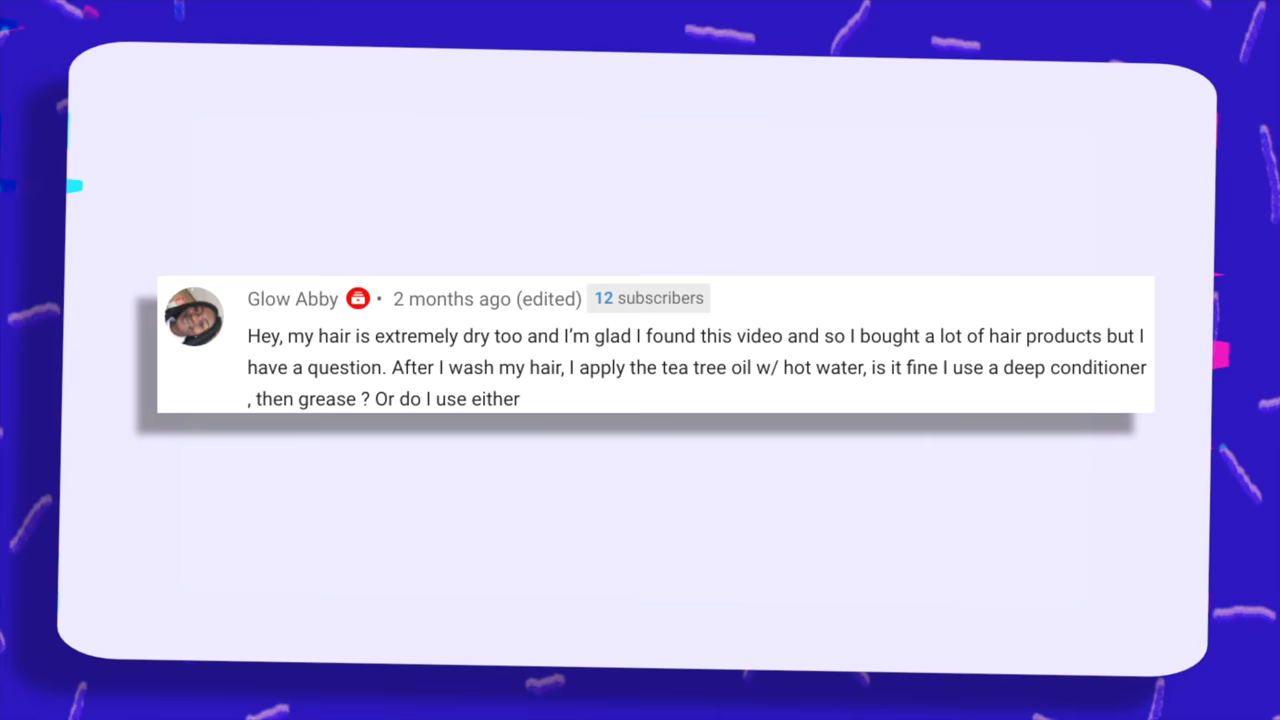 Glow Abby • 2 months ago (edited) 12 subscribers
Hey, my hair is extremely dry too and I’m glad I found this video and so I bought a lot of hair products but I
have a question. After I wash my hair, I apply the tea tree oil w/ hot water, is it fine I use a deep conditioner
, then grease ? Or do I use either